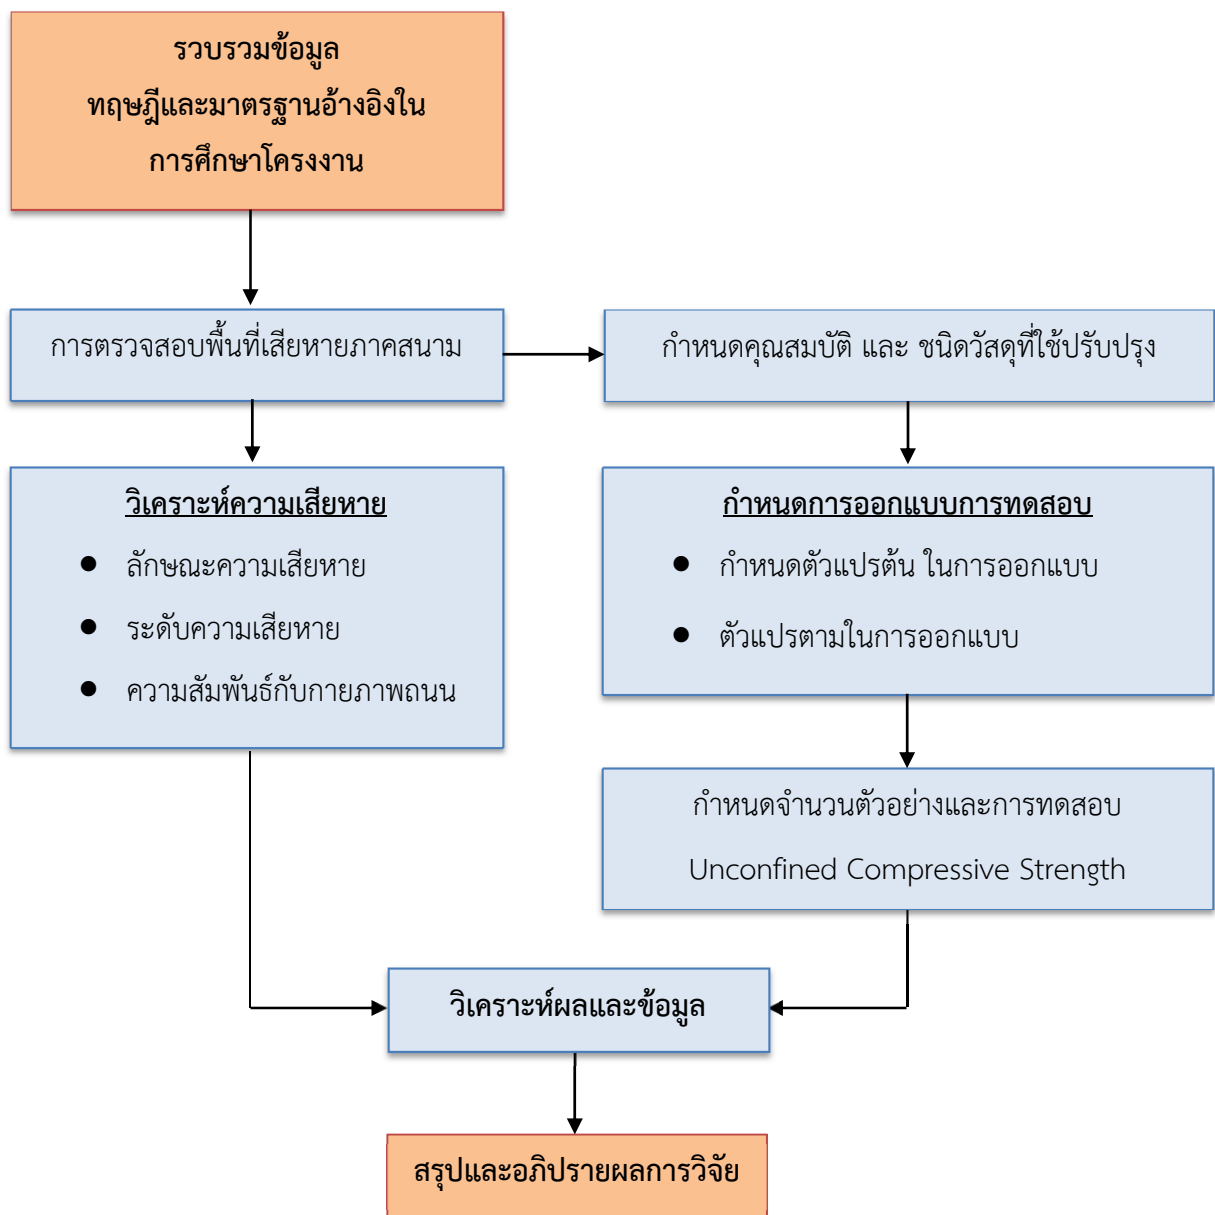 รวบรวมข้อมูล
ทฤษฎีและมาตรฐานอ้างอิงใน
การศึกษาโครงงาน
การตรวจสอบพื้นที่เสียหายภาคสนาม
กำหนดคุณสมบัติ และ ชนิดวัสดุที่ใช้ปรับปรุง
วิเคราะห์ความเสียหาย
● ลักษณะความเสียหาย
● ระดับความเสียหาย
● ความสัมพันธ์กับกายภาพถนน
กำหนดการออกแบบการทดสอบ
● กำหนดตัวแปรต้น ในการออกแบบ
● ตัวแปรตามในการออกแบบ
กำหนดจำนวนตัวอย่างและการทดสอบ
Unconfined Compressive Strength
วิเคราะห์ผลและข้อมูล
สรุปและอภิปรายผลการวิจัย